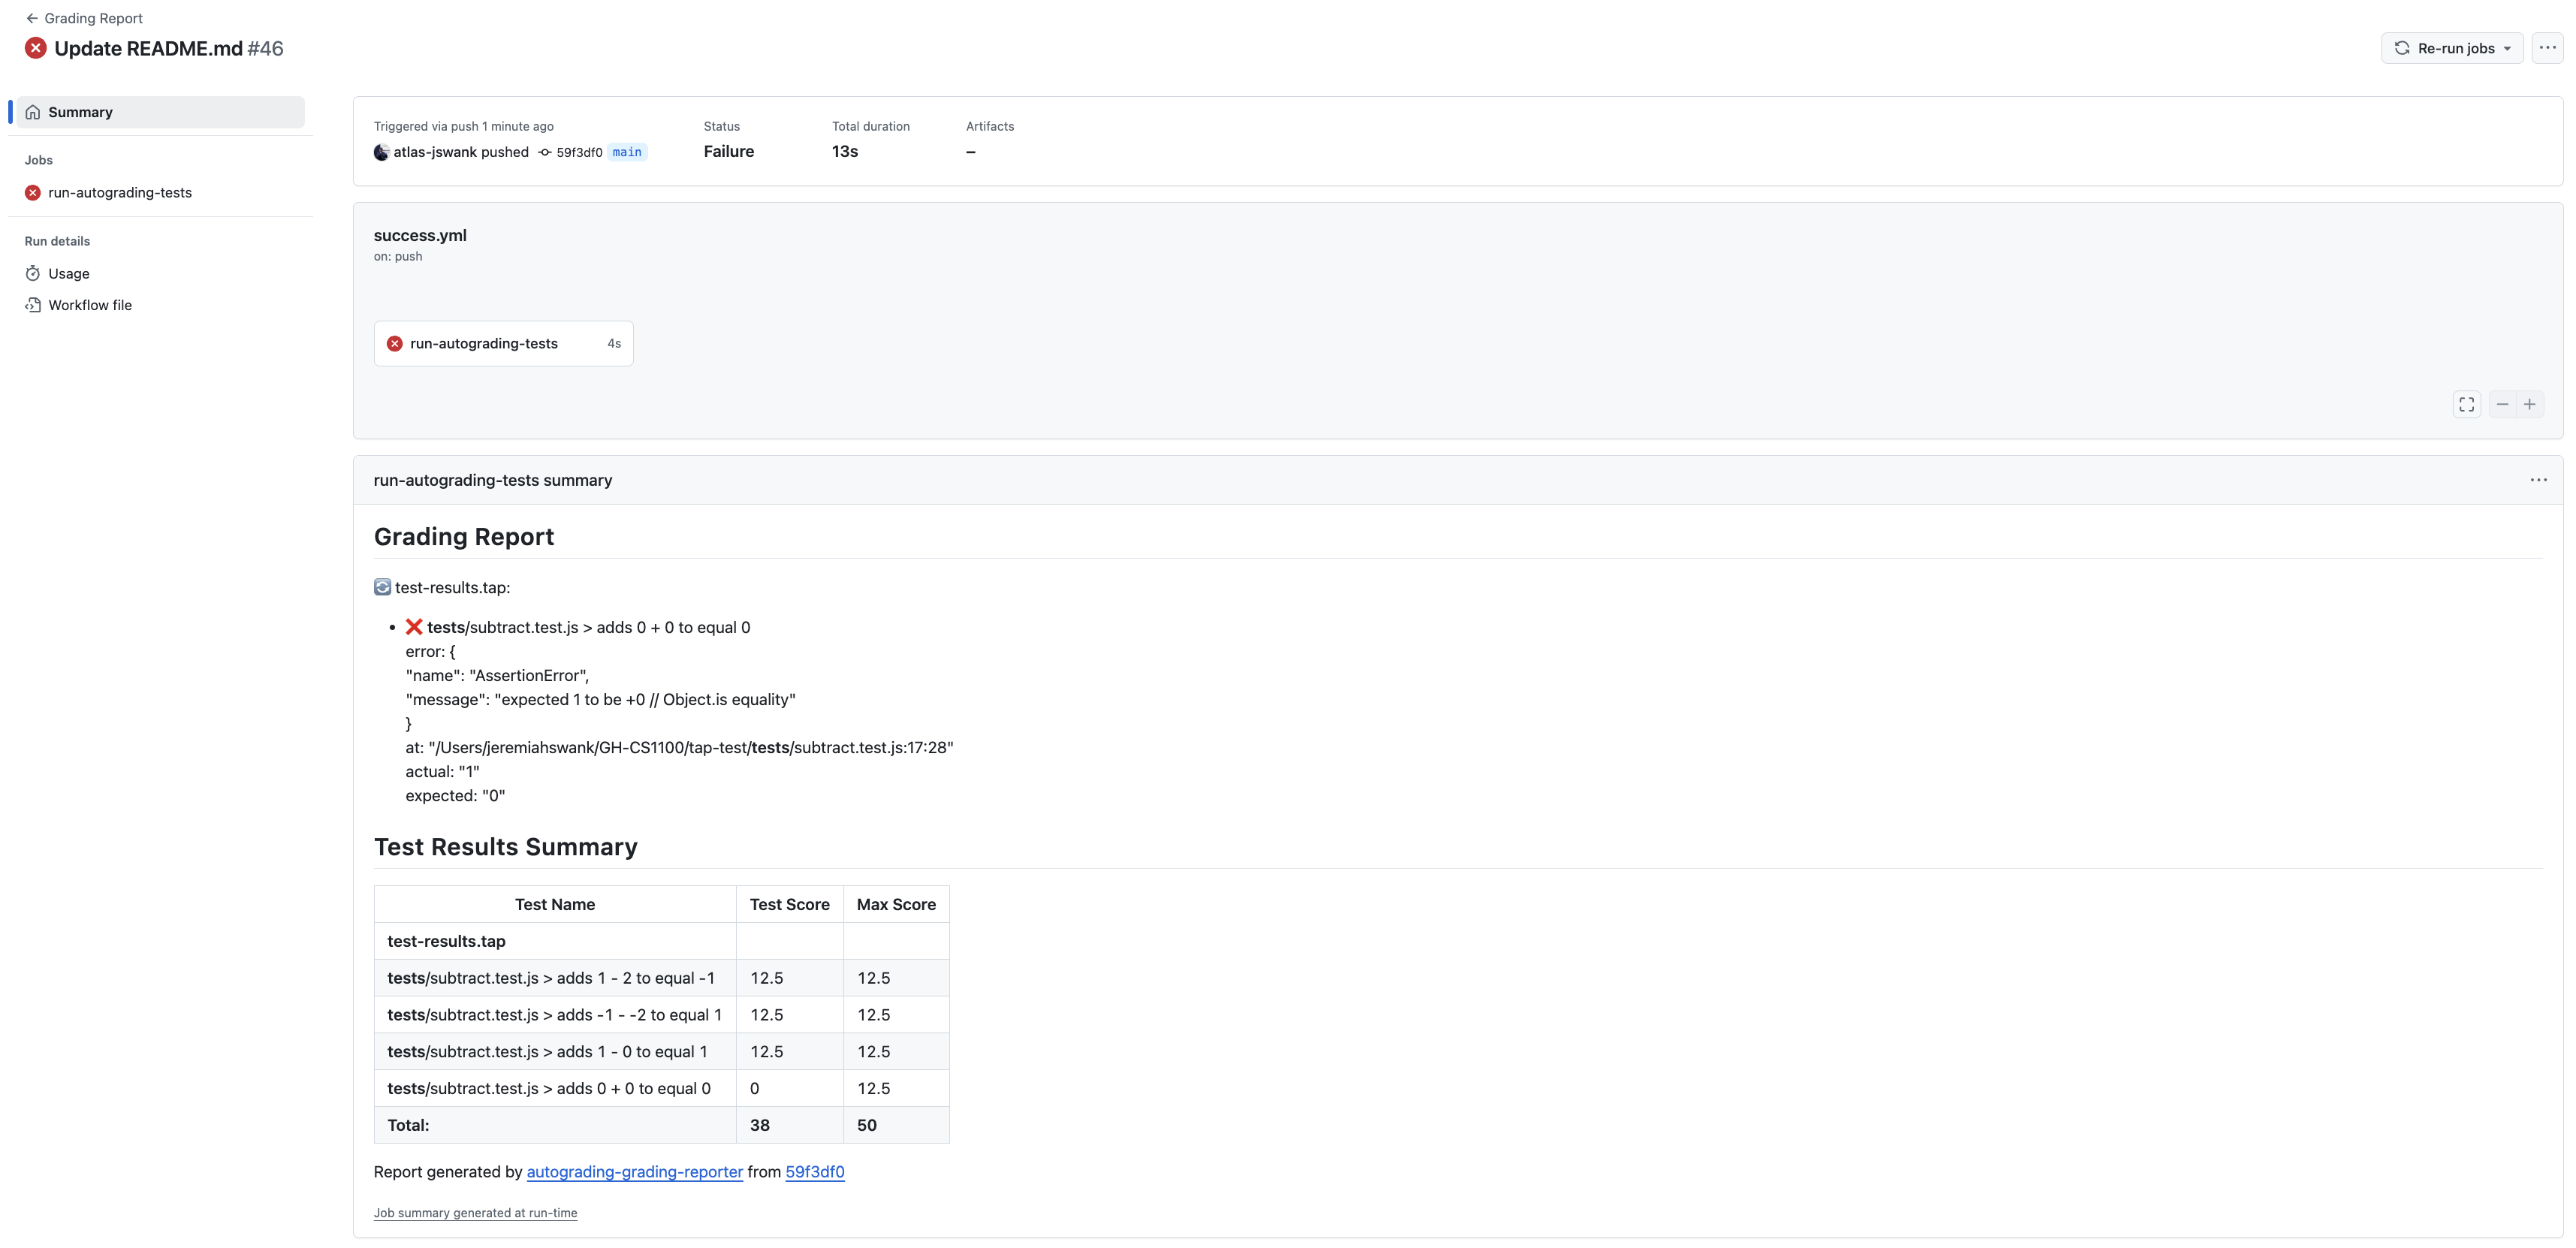 ← Grading Report
Update README.md #46
Re-run jobs
Summary
Jobs
run-autograding-tests
Run details
Usage
Workflow file
Triggered via push 1 minute ago
atlas-jswank pushed 59f3df0 main
Status
Failure
Total duration
13s
Artifacts
–
success.yml
on: push
run-autograding-tests 4s
run-autograding-tests summary
Grading Report
test-results.tap:
• ❌ tests/subtract.test.js > adds 0 + 0 to equal 0
error: {
"name": "AssertionError",
"message": "expected 1 to be +0 // Object.is equality"
}
at: "/Users/jeremiahswank/GH-CS1100/tap-test/tests/subtract.test.js:17:28"
actual: "1"
expected: "0"
Test Results Summary
Test Name Test Score Max Score
test-results.tap
tests/subtract.test.js > adds 1 - 2 to equal -1 12.5 12.5
tests/subtract.test.js > adds -1 - -2 to equal 1 12.5 12.5
tests/subtract.test.js > adds 1 - 0 to equal 1 12.5 12.5
tests/subtract.test.js > adds 0 + 0 to equal 0 0 12.5
Total: 38 50
Report generated by autograding-grading-reporter from 59f3df0
Job summary generated at run-time